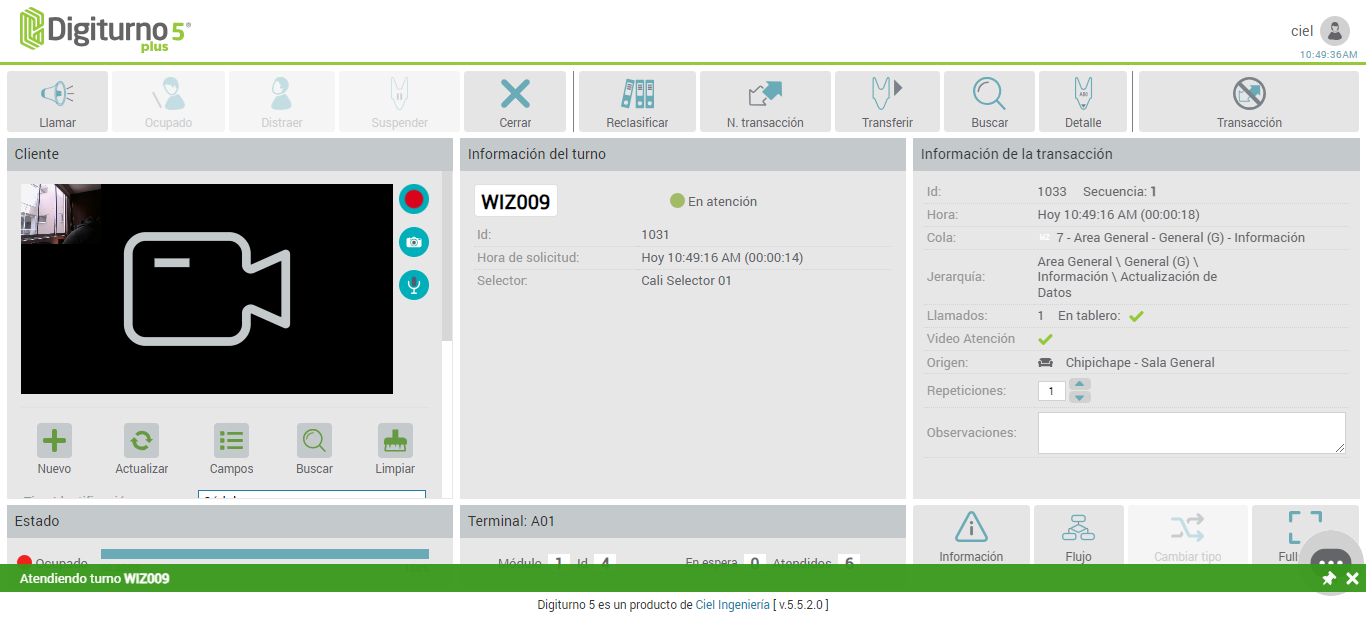 Digiturno 5®
plus
ciel
10:49:36AM
Llamar
Ocupado
Distraer
Suspender
Cerrar
Reclasificar
N. transacción
Transferir
Buscar
Detalle
Transacción
Cliente
Nuevo
Actualizar
Campos
Buscar
Limpiar
Información del turno
WIZ009
En atención
Id: 1031
Hora de solicitud: Hoy 10:49:16 AM (00:00:14)
Selector: Cali Selector 01
Información de la transacción
Id: 1033 Secuencia: 1
Hora: Hoy 10:49:16 AM (00:00:18)
Cola: WZ 7 - Area General - General (G) - Información
Jerarquía: Area General \ General (G) \
Información \ Actualización de
Datos
Llamados: 1 En tablero:
Video Atención
Origen: Chipichape - Sala General
Repeticiones: 1
Observaciones:
Estado
Ocupado
Terminal: A01
Módulo 1 Id 4 En espera 0 Atendidos 6
Información
Flujo
Cambiar tipo
Full
Atendiendo turno WIZ009
Digiturno 5 es un producto de Ciel Ingeniería [ v.5.5.2.0 ]